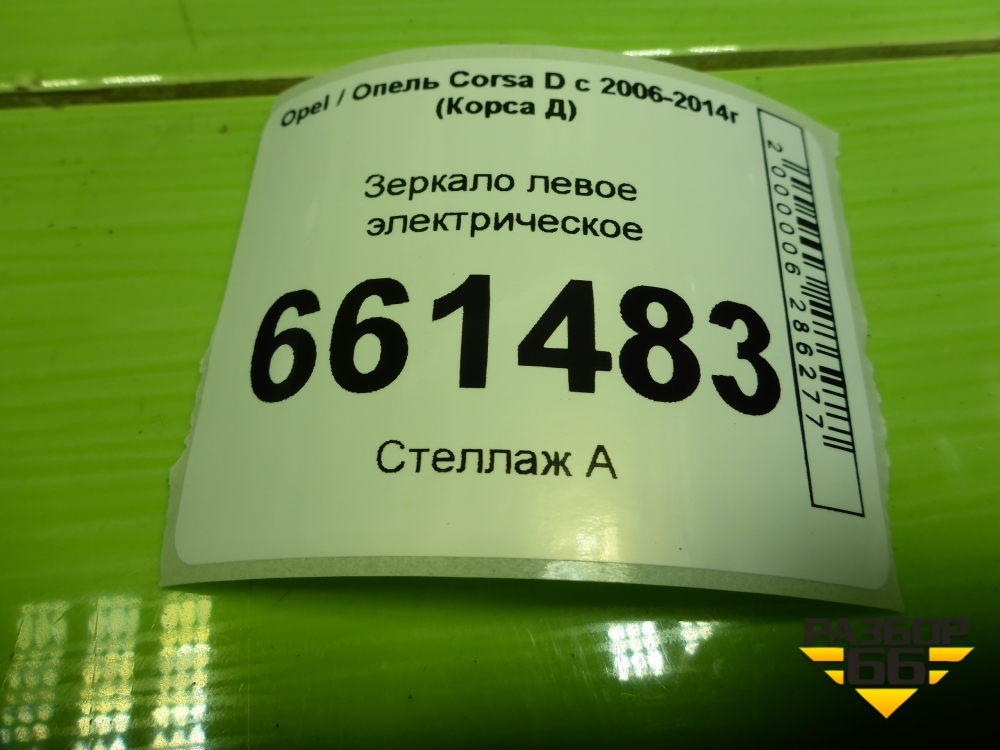 Opel / Опель Corsa D с 2006-2014г
(Корса Д)
Зеркало левое
электрическое
661483
Стеллаж А
2000006286277
РАЗБОР
66